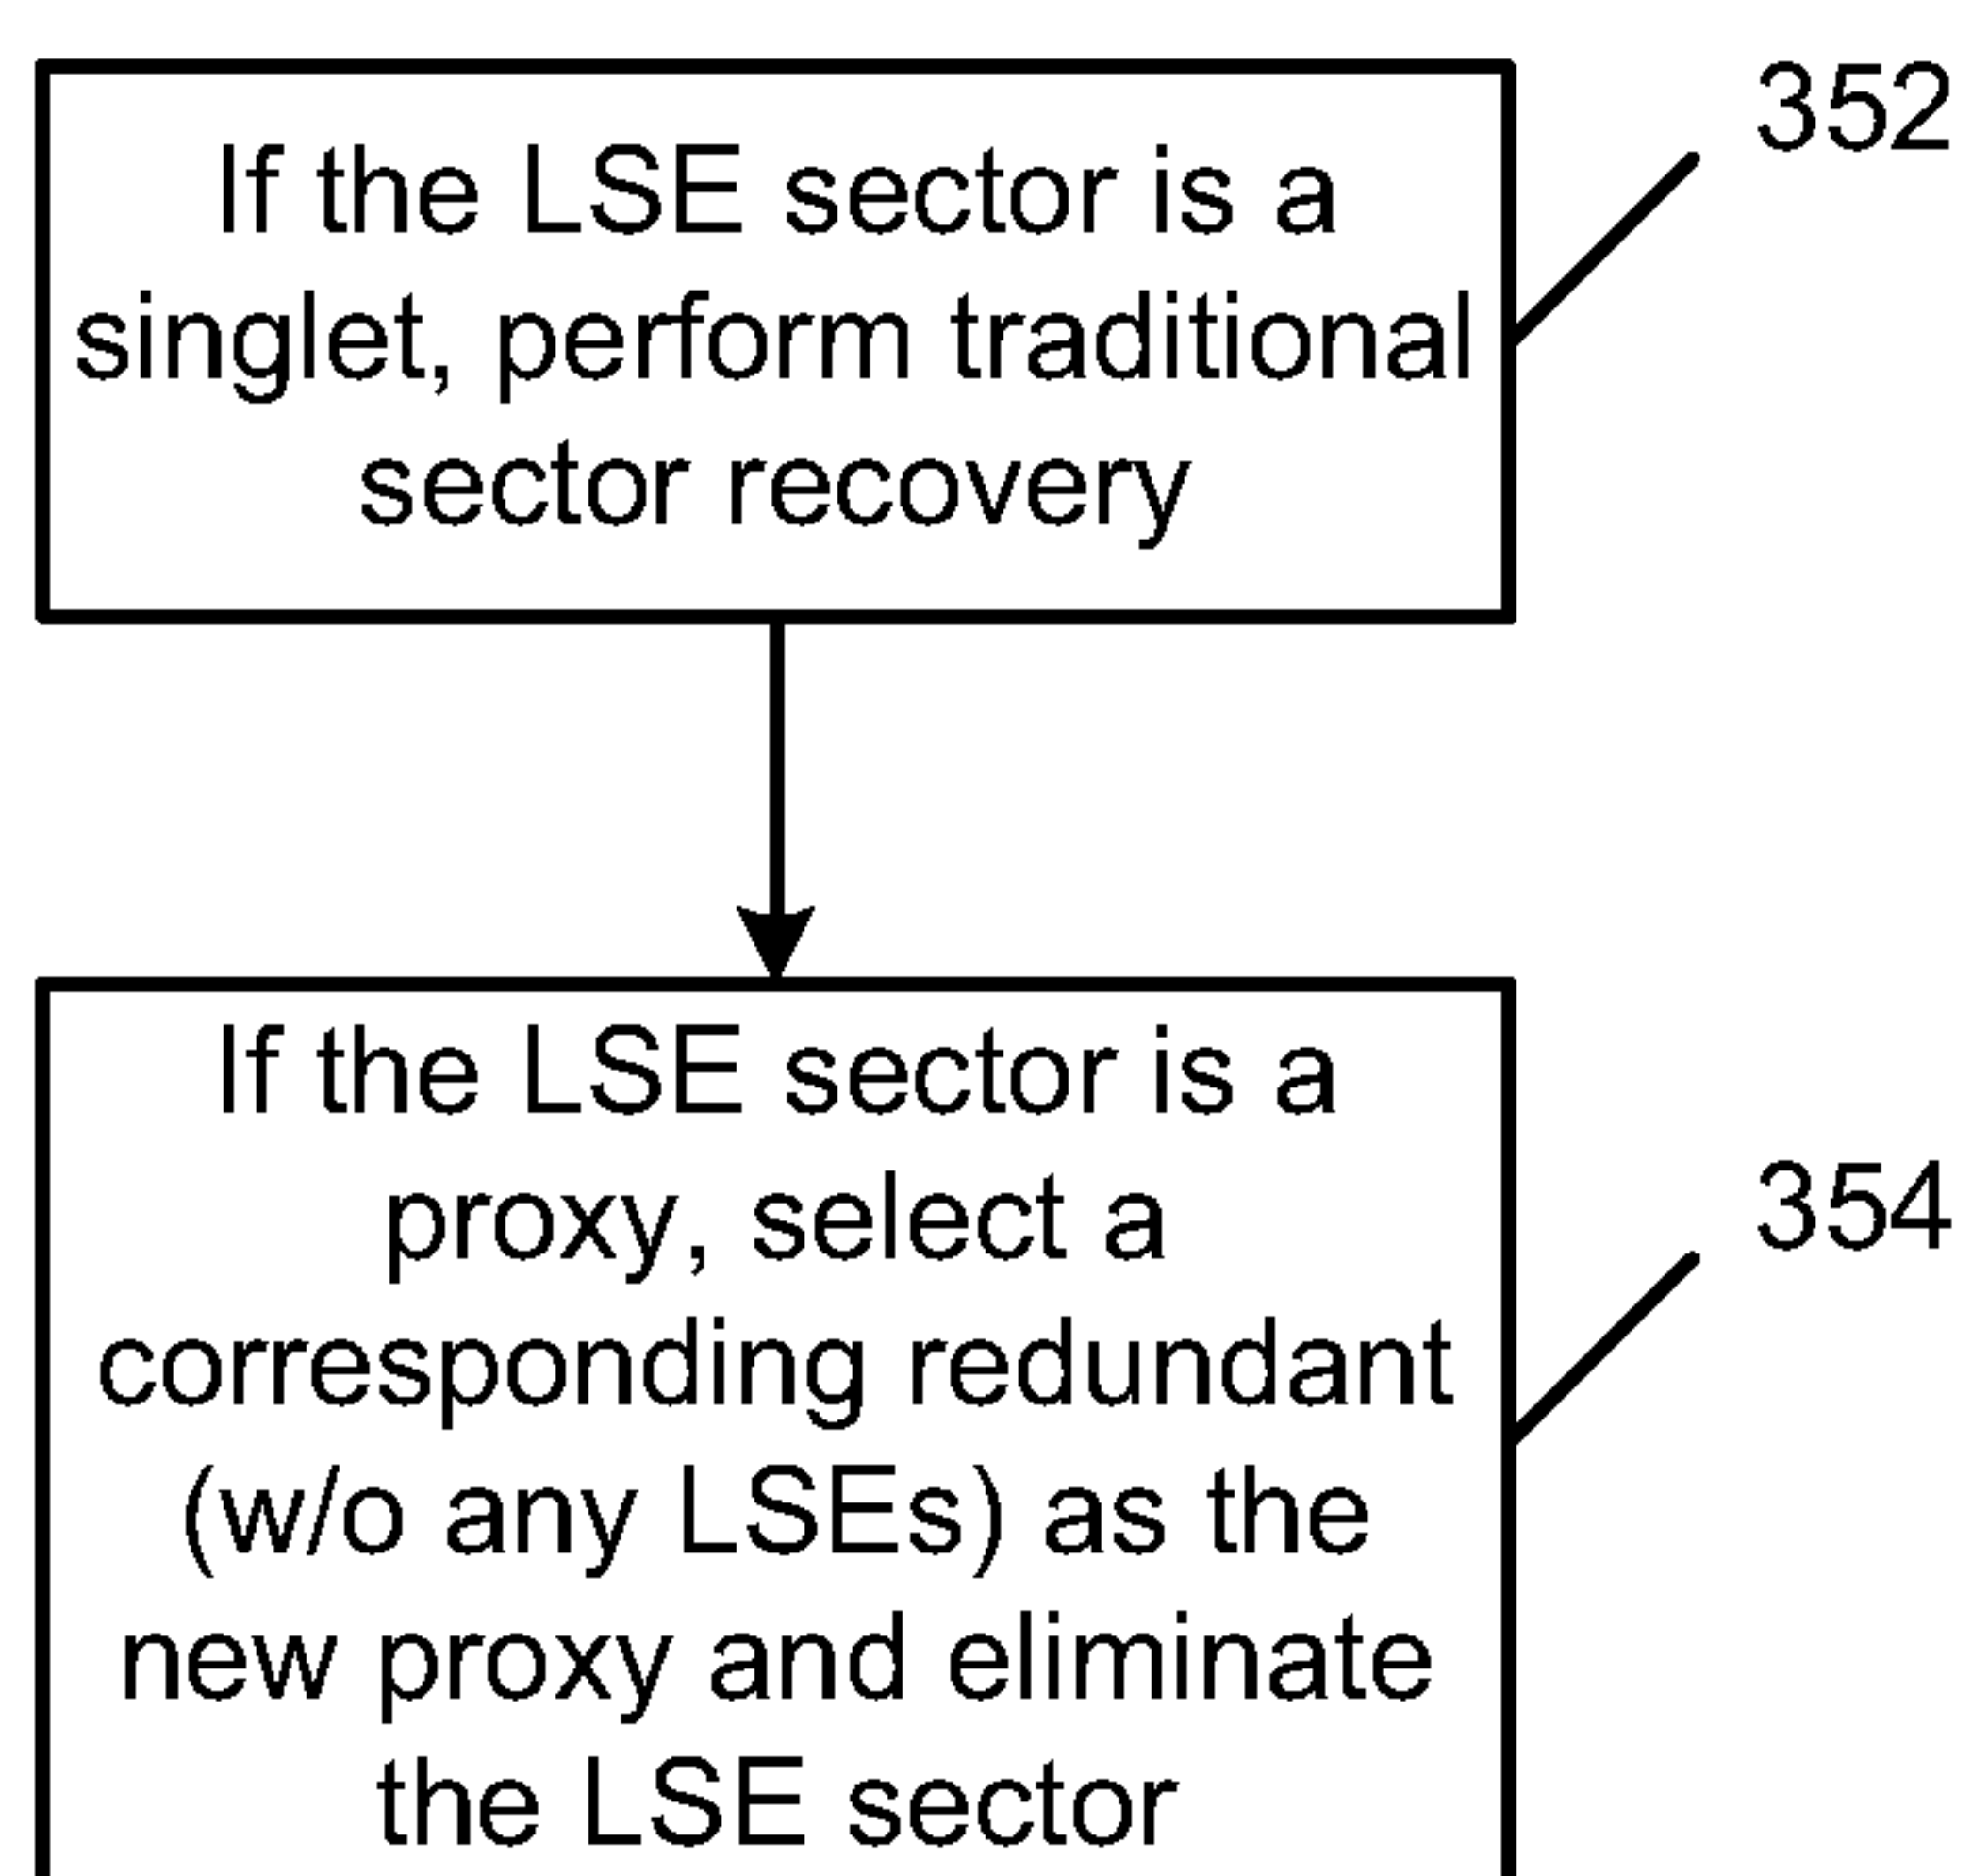 If the LSE sector is a
singlet, perform traditional
sector recovery
352
If the LSE sector is a
proxy, select a
corresponding redundant
(w/o any LSEs) as the
new proxy and eliminate
the LSE sector
354